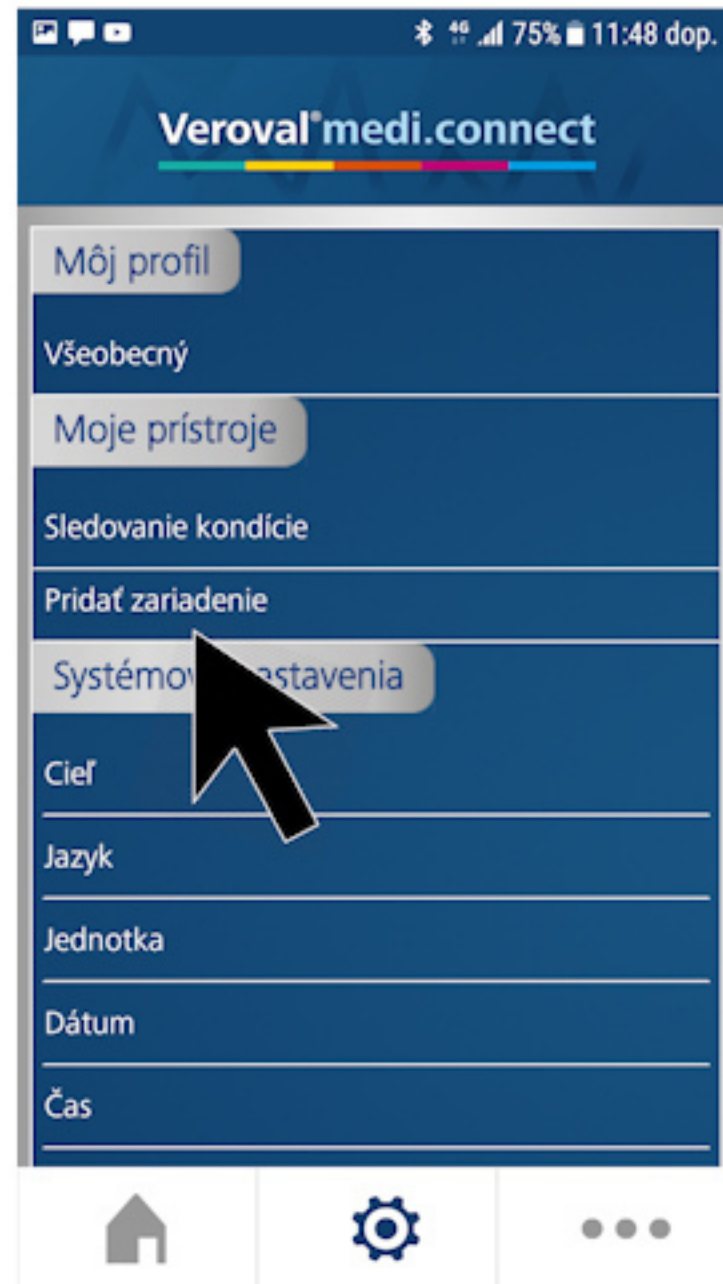 4G 75% 11:48 dop.
Veroval® medi.connect
Môj profil
Všeobecný
Moje prístroje
Sledovanie kondície
Pridať zariadenie
Systémov astavenia
Cieľ
Jazyk
Jednotka
Dátum
Čas